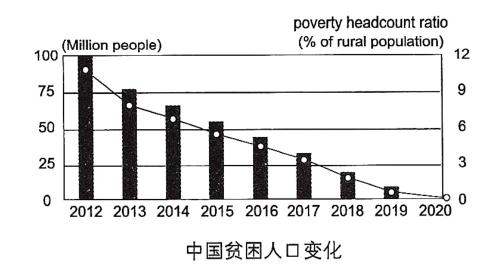 poverty headcount ratio
(Million people) (% of rural population)
100 12
75 9
50 6
25 3
0 0
2012 2013 2014 2015 2016 2017 2018 2019 2020
中国贫困人口变化